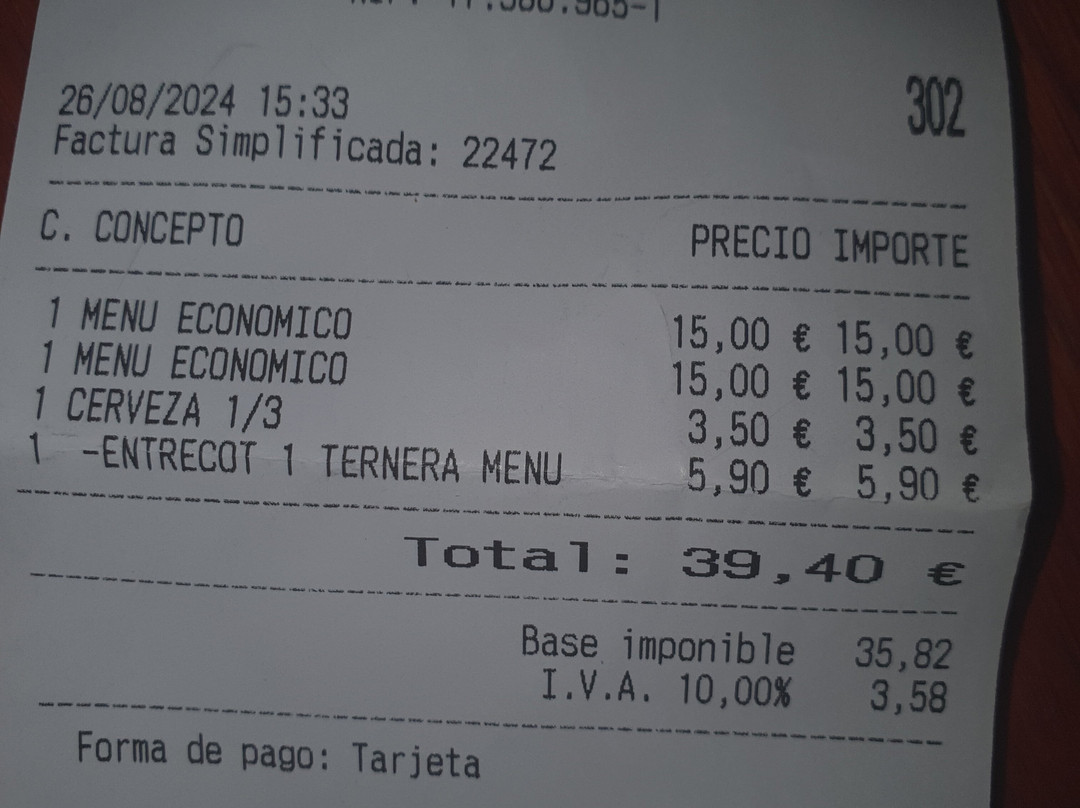 26/08/2024 15:33 302
Factura Simplificada: 22472
C. CONCEPTO PRECIO IMPORTE
1 MENU ECONOMICO 15,00 € 15,00 €
1 MENU ECONOMICO 15,00 € 15,00 €
1 CERVEZA 1/3 3,50 € 3,50 €
1 -ENTRECOT 1 TERNERA MENU 5,90 € 5,90 €
Total: 39,40 €
Base imponible 35,82
I.V.A. 10,00% 3,58
Forma de pago: Tarjeta